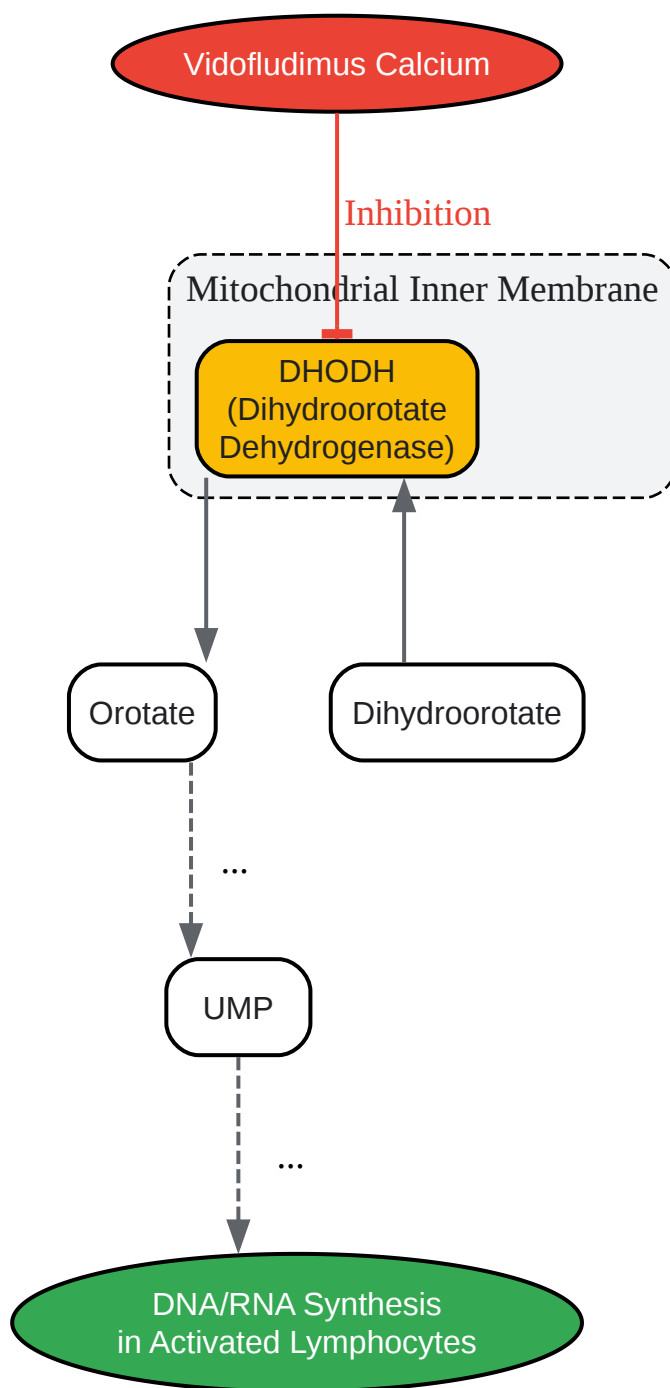 Vidofludimus Calcium
Inhibition
Mitochondrial Inner Membrane
DHODH
(Dihydroorotate
Dehydrogenase)
Orotate
Dihydroorotate
...
UMP
...
DNA/RNA Synthesis
in Activated Lymphocytes